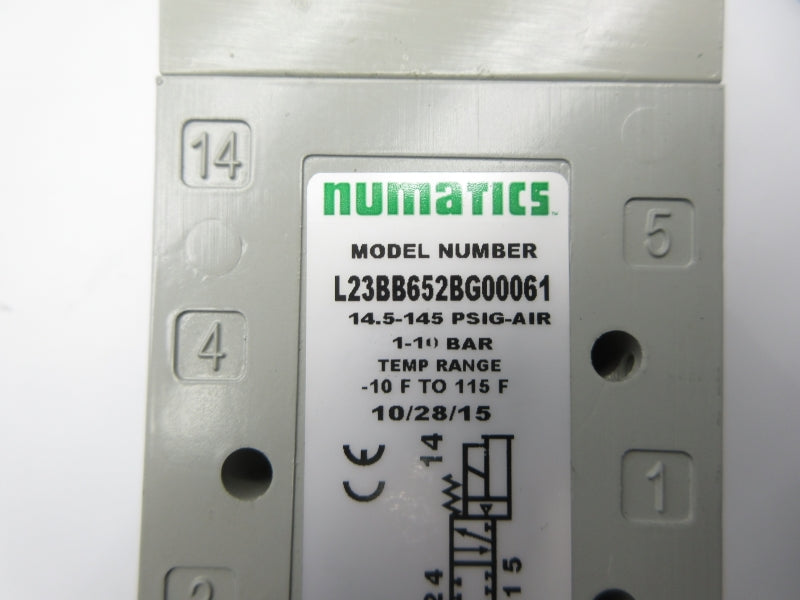 14
numatics™
5
MODEL NUMBER
L23BB652BG00061
14.5-145 PSIG-AIR
4
1-10 BAR
TEMP RANGE
-10 F TO 115 F
10/28/15
CE
14
1
24
15